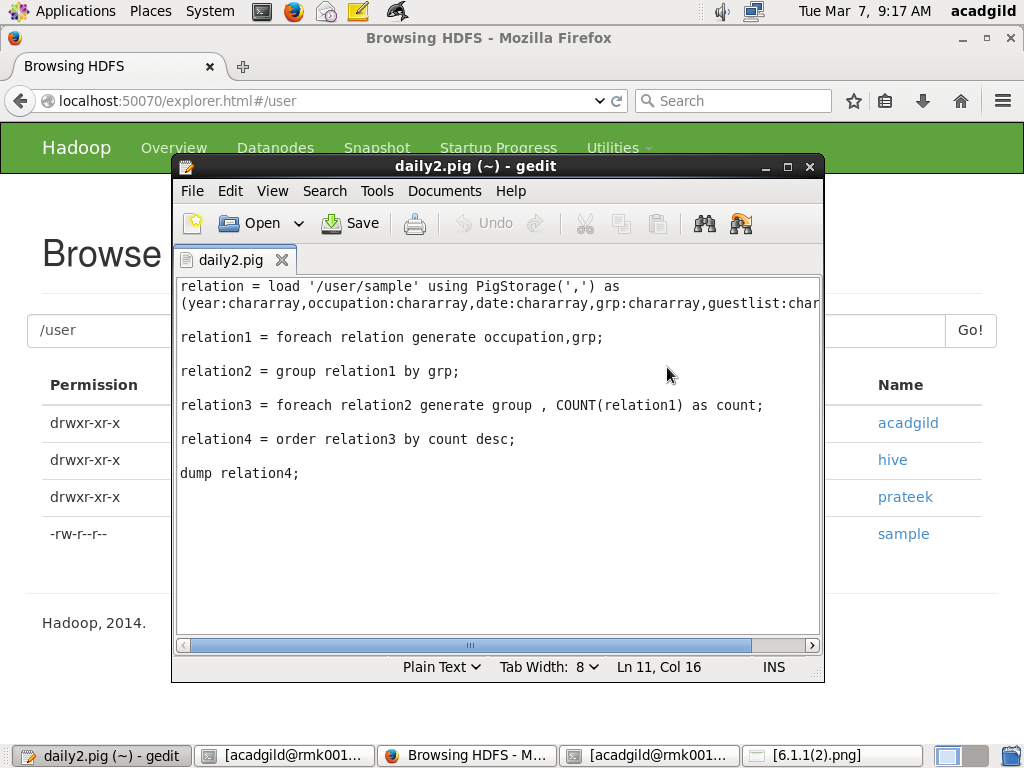 Applications Places System Tue Mar 7, 9:17 AM acadgild
Browsing HDFS - Mozilla Firefox
Browsing HDFS
localhost:50070/explorer.html#/user Search
Hadoop Overview Datanodes Snapshot Startup Progress Utilities
daily2.pig (~) - gedit
File Edit View Search Tools Documents Help
Open Save Undo
daily2.pig
relation = load '/user/sample' using PigStorage(',') as
(year:chararray,occupation:chararray,date:chararray,grp:chararray,guestlist:char
relation1 = foreach relation generate occupation,grp;
relation2 = group relation1 by grp;
relation3 = foreach relation2 generate group , COUNT(relation1) as count;
relation4 = order relation3 by count desc;
dump relation4;
Plain Text Tab Width: 8 Ln 11, Col 16 INS
Browse
/user Go!
Permission Name
drwxr-xr-x acadgild
drwxr-xr-x hive
drwxr-xr-x prateek
-rw-r--r-- sample
Hadoop, 2014.
daily2.pig (~) - gedit [acadgild@rmk001... Browsing HDFS - M... [acadgild@rmk001... [6.1.1(2).png]